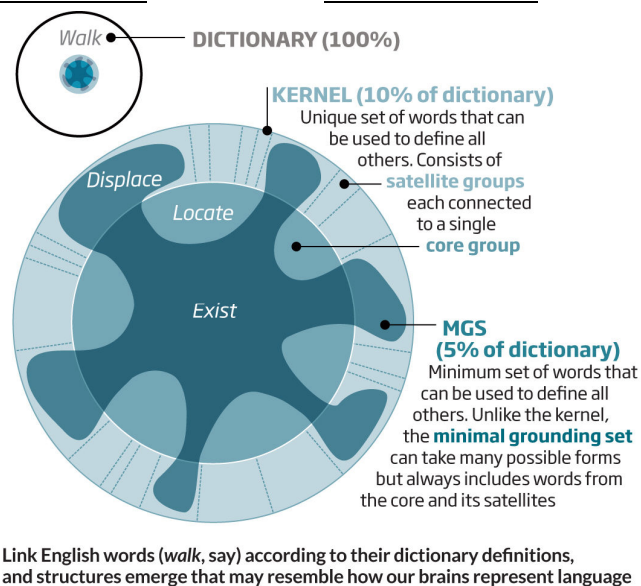 Walk
DICTIONARY (100%)
KERNEL (10% of dictionary)
Unique set of words that can
be used to define all
others. Consists of
satellite groups
each connected
to a single
core group
Displace
Locate
Exist
MGS
(5% of dictionary)
Minimum set of words that
can be used to define all
others. Unlike the kernel,
the minimal grounding set
can take many possible forms
but always includes words from
the core and its satellites
Link English words (walk, say) according to their dictionary definitions,
and structures emerge that may resemble how our brains represent language